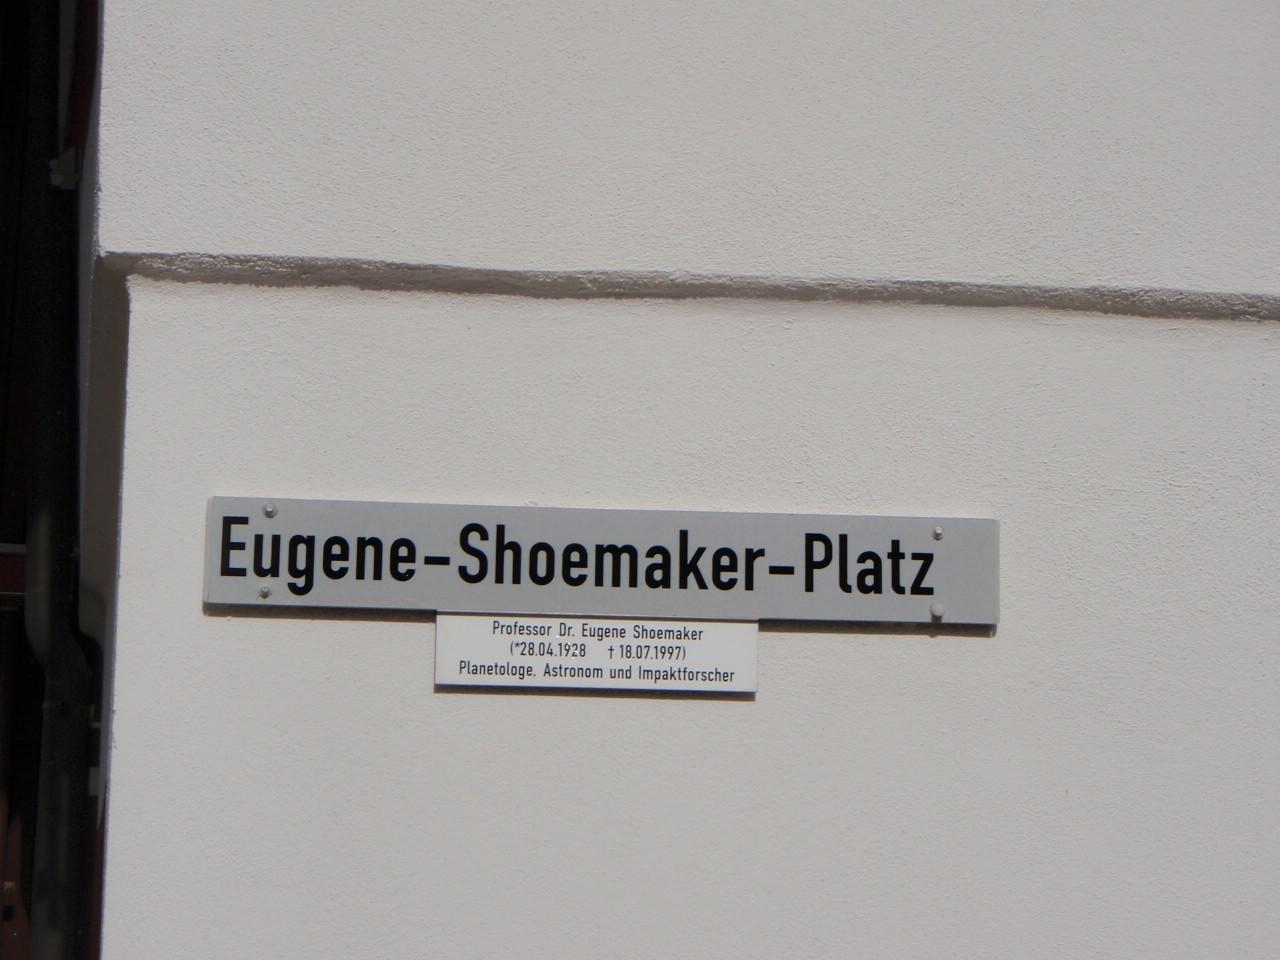 Eugene-Shoemaker-Platz
Professor Dr. Eugene Shoemaker
(*28.04.1928 † 18.07.1997)
Planetologe, Astronom und Impaktforscher